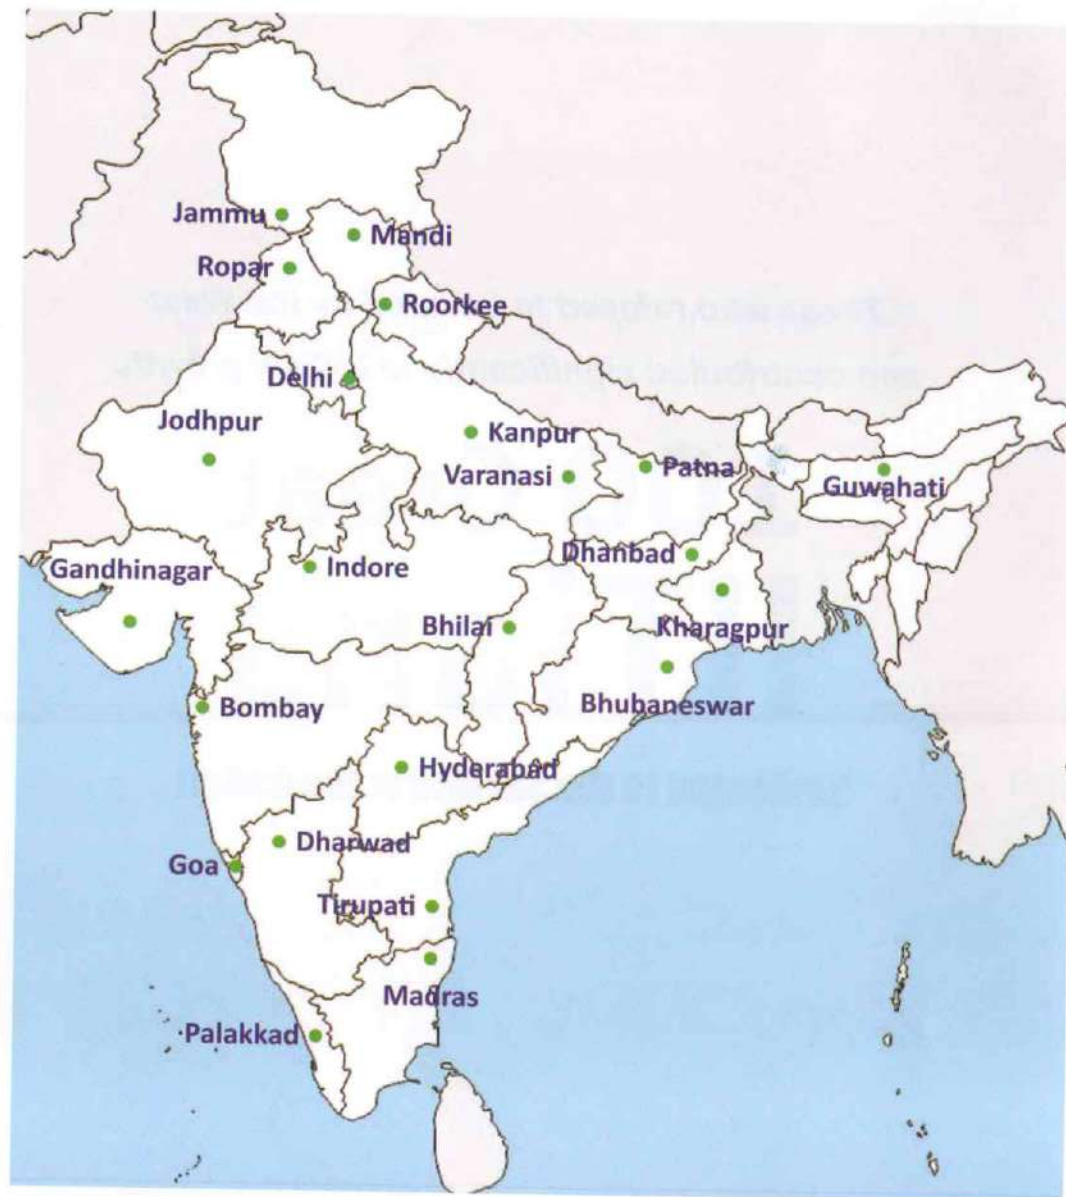 Jammu
Mandi
Ropar
Roorkee
Delhi
Jodhpur
Kanpur
Varanasi
Patna
Guwahati
Dhanbad
Gandhinagar
Indore
Bhilai
Kharagpur
Bhubaneswar
Bombay
Hyderabad
Dharwad
Goa
Tirupati
Madras
Palakkad